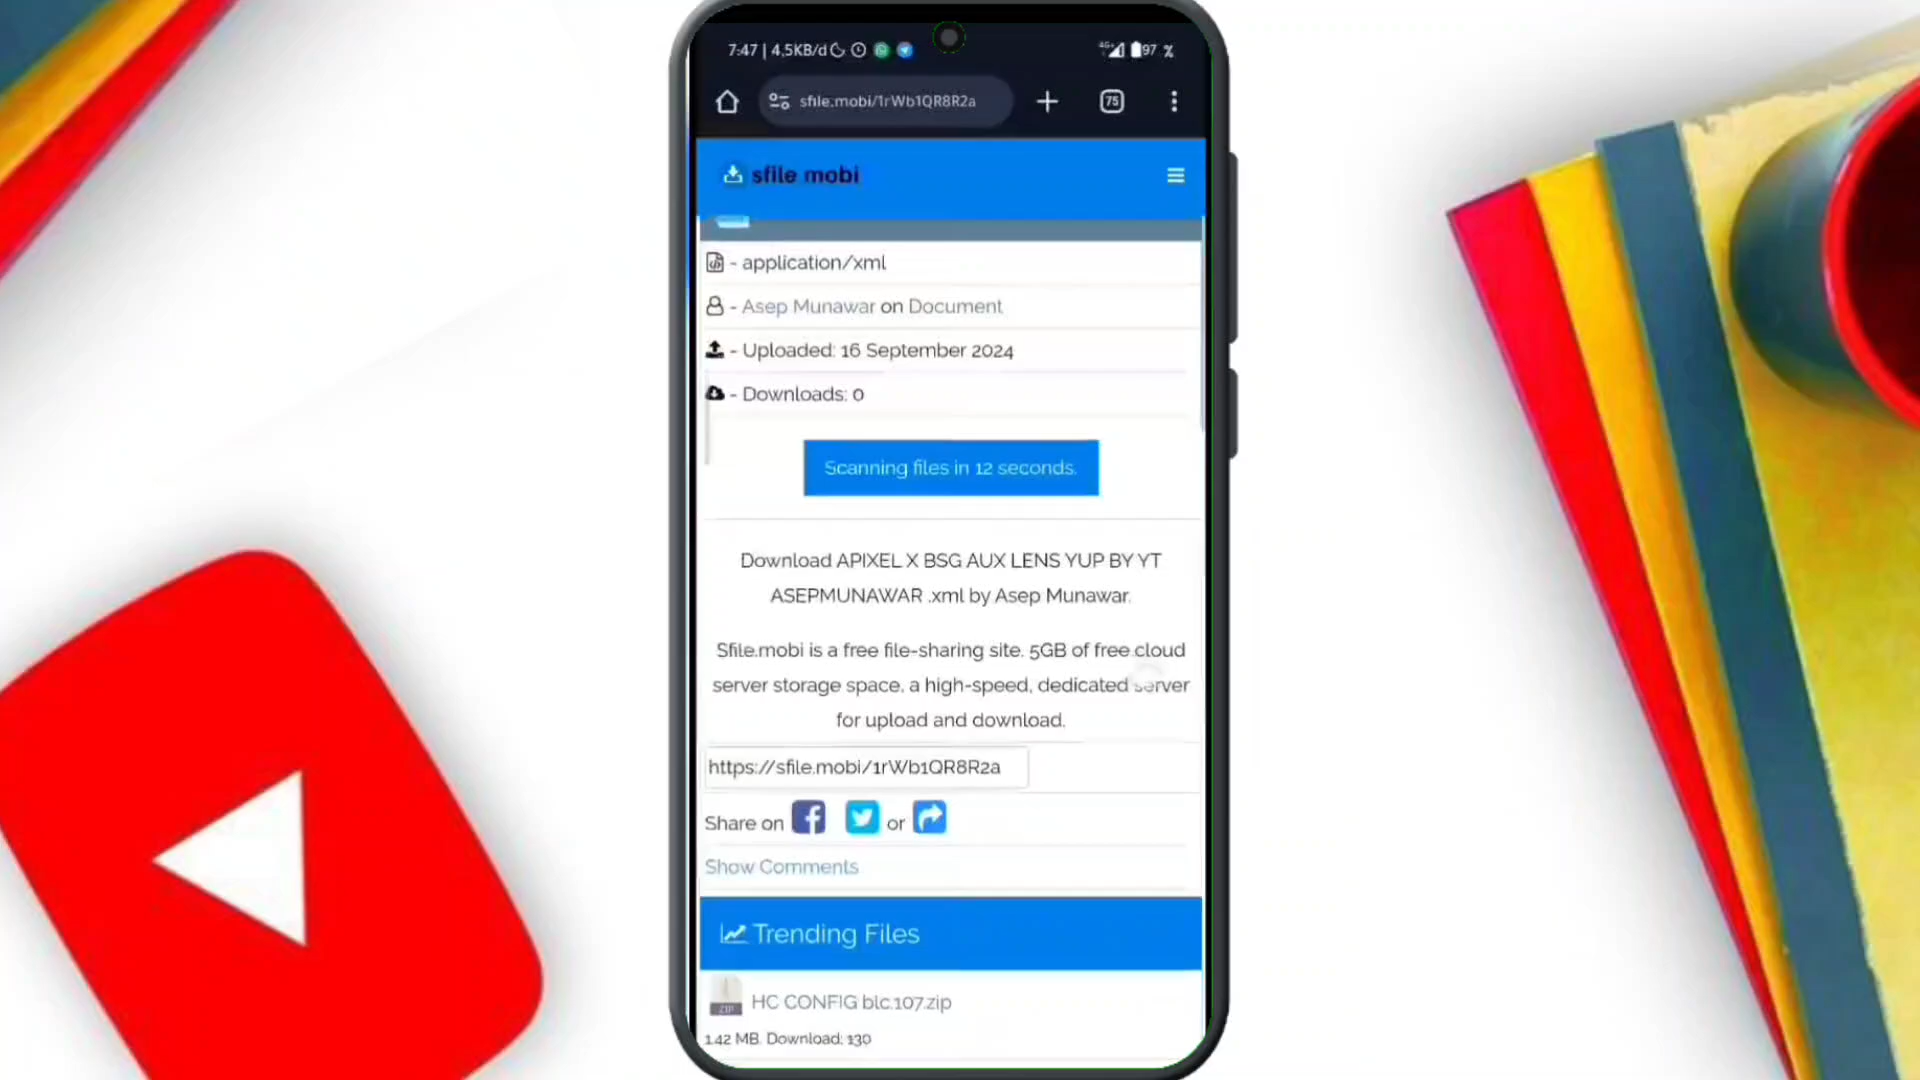 7:47 | 4,5KB/d
4G+ 97 %
sfile.mobi/1rWb1QR8R2a
75
sfile mobi
- application/xml
- Asep Munawar on Document
- Uploaded: 16 September 2024
- Downloads: 0
Scanning files in 12 seconds.
Download APIXEL X BSG AUX LENS YUP BY YT
ASEPMUNAWAR .xml by Asep Munawar.
Sfile.mobi is a free file-sharing site. 5GB of free cloud
server storage space, a high-speed, dedicated server
for upload and download.
https://sfile.mobi/1rWb1QR8R2a
Share on or
Show Comments
Trending Files
ZIP HC CONFIG blc.107.zip
1.42 MB. Download: 130